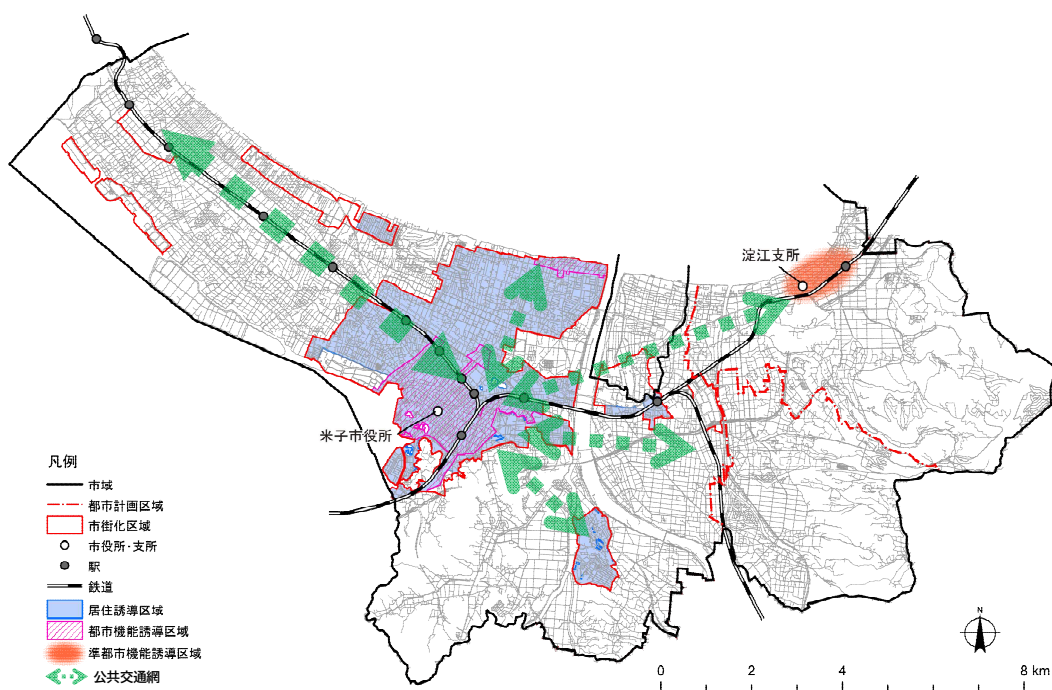 淀江支所
米子市役所
凡例
市域
都市計画区域
市街化区域
市役所・支所
駅
鉄道
居住誘導区域
都市機能誘導区域
準都市機能誘導区域
公共交通網
N
0 2 4 8 km